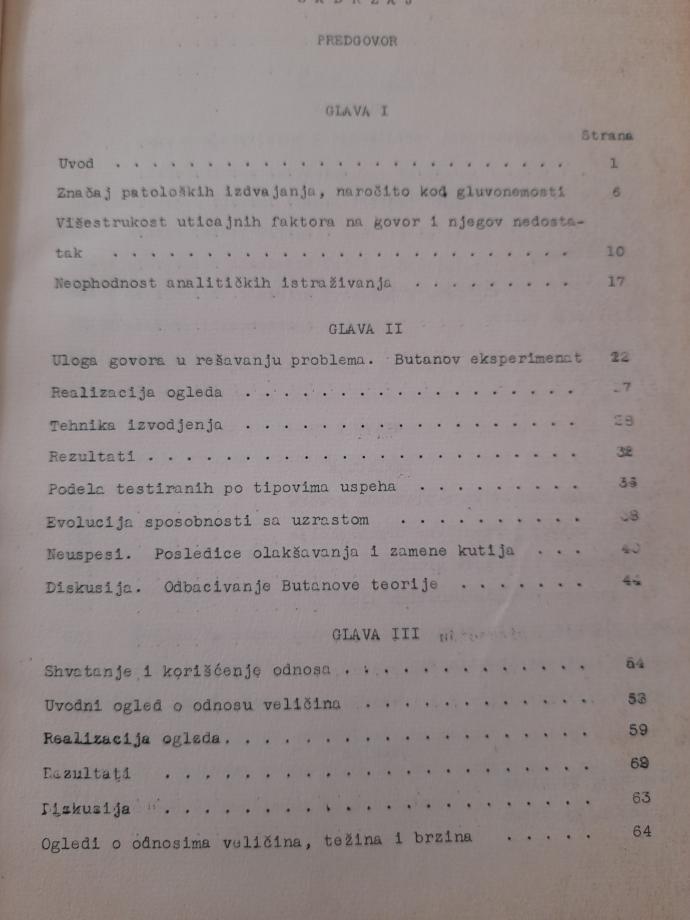 SADRŽAJ
PREDGOVOR
GLAVA I
Strana
Uvod . . . . . . . . . . . . . . . . . . . . . . . . . 1
Značaj patoloških izdvajanja, naročito kod gluvonemosti 6
Višestrukost uticajnih faktora na govor i njegov nedosta-
tak . . . . . . . . . . . . . . . . . . . . . . . . . 10
Neophodnost analitičkih istraživanja . . . . . . . . . 17
GLAVA II
Uloga govora u rešavanju problema. Butanov eksperimenat 22
Realizacija ogleda . . . . . . . . . . . . . . . . . .
Tehnika izvodjenja . . . . . . . . . . . . . . . . . .
Rezultati . . . . . . . . . . . . . . . . . . . . . . .
Podela testiranih po tipovima uspeha . . . . . . . . .
Evolucija sposobnosti sa uzrastom . . . . . . . . . .
Neuspesi. Posledice olakšavanja i zamene kutija . . .
Diskusija. Odbacivanje Butanove teorije . . . . . . . 44
GLAVA III
Shvatanje i korišćenje odnosa . . . . . . . . . . . .
Uvodni ogled o odnosu veličina . . . . . . . . . . .
Realizacija ogleda . . . . . . . . . . . . . . . . . 59
Rezultati . . . . . . . . . . . . . . . . . . . .
Diskusija . . . . . . . . . . . . . . . . . . . . 63
Ogledi o odnosima veličina, težina i brzina . . . . . 64